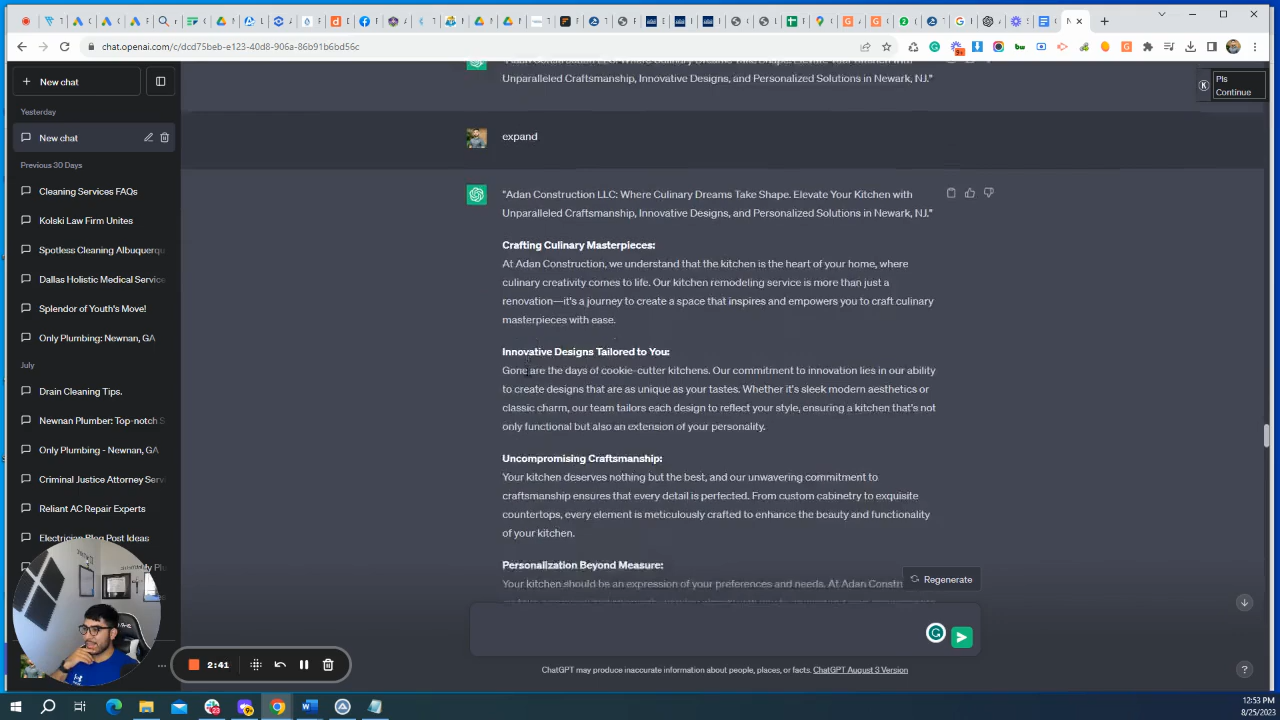 chat.openai.com/c/dcd75beb-e123-40d8-906a-86b91b6bd56c
New chat
Yesterday
New chat
Previous 30 Days
Cleaning Services FAQs
Kolski Law Firm Unites
Spotless Cleaning Albuquerqu
Dallas Holistic Medical Service
Splendor of Youth's Move!
Only Plumbing: Newnan, GA
July
Drain Cleaning Tips.
Newnan Plumber: Top-notch S
Only Plumbing - Newnan, GA
Criminal Justice Attorney Servi
Reliant AC Repair Experts
Electrician Blog Post Ideas
Pls
Continue
Unparalleled Craftsmanship, Innovative Designs, and Personalized Solutions in Newark, NJ."
expand
"Adan Construction LLC: Where Culinary Dreams Take Shape. Elevate Your Kitchen with
Unparalleled Craftsmanship, Innovative Designs, and Personalized Solutions in Newark, NJ."
Crafting Culinary Masterpieces:
At Adan Construction, we understand that the kitchen is the heart of your home, where
culinary creativity comes to life. Our kitchen remodeling service is more than just a
renovation—it's a journey to create a space that inspires and empowers you to craft culinary
masterpieces with ease.
Innovative Designs Tailored to You:
Gone are the days of cookie-cutter kitchens. Our commitment to innovation lies in our ability
to create designs that are as unique as your tastes. Whether it's sleek modern aesthetics or
classic charm, our team tailors each design to reflect your style, ensuring a kitchen that's not
only functional but also an extension of your personality.
Uncompromising Craftsmanship:
Your kitchen deserves nothing but the best, and our unwavering commitment to
craftsmanship ensures that every detail is perfected. From custom cabinetry to exquisite
countertops, every element is meticulously crafted to enhance the beauty and functionality
of your kitchen.
Personalization Beyond Measure:
Your kitchen should be an expression of your preferences and needs. At Adan Constr
Regenerate
ChatGPT may produce inaccurate information about people, places, or facts. ChatGPT August 3 Version
2:41
12:53 PM
8/25/2023